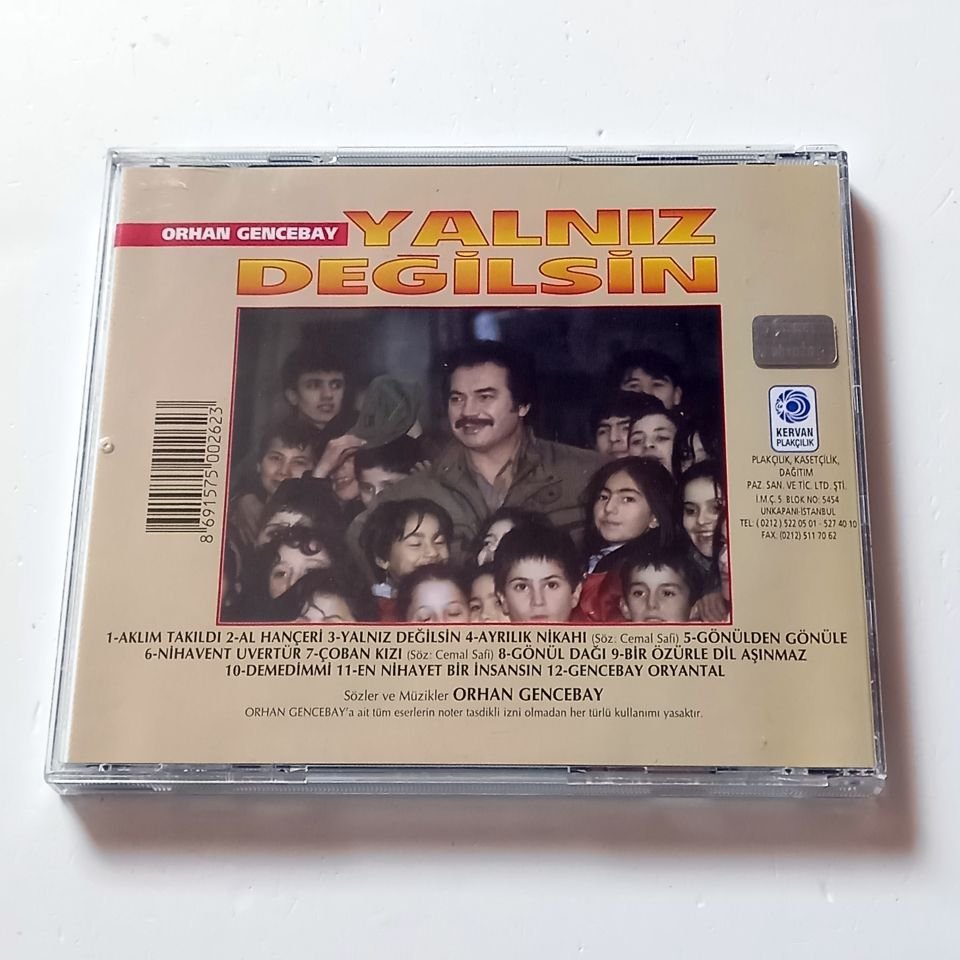 ORHAN GENCEBAY YALNIZ
DEĞİLSİN
8 691575 002623
KERVAN
PLAKÇILIK
PLAKÇILIK, KASETÇİLİK,
DAĞITIM
PAZ. SAN. VE TİC. LTD. ŞTİ.
İ.M.Ç. 5. BLOK NO: 5454
UNKAPANI-İSTANBUL
TEL: ( 0212 ) 522 05 01 - 527 40 10
FAX. (0212) 511 70 62
1-AKLIM TAKILDI 2-AL HANÇERİ 3-YALNIZ DEĞİLSİN 4-AYRILIK NİKAHI (Söz: Cemal Safi) 5-GÖNÜLDEN GÖNÜLE
6-NİHAVENT UVERTÜR 7-ÇOBAN KIZI (Söz: Cemal Safi) 8-GÖNÜL DAĞI 9-BİR ÖZÜRLE DİL AŞINMAZ
10-DEMEDİMMİ 11-EN NİHAYET BİR İNSANSIN 12-GENCEBAY ORYANTAL
Sözler ve Müzikler ORHAN GENCEBAY
ORHAN GENCEBAY'a ait tüm eserlerin noter tasdikli izni olmadan her türlü kullanımı yasaktır.